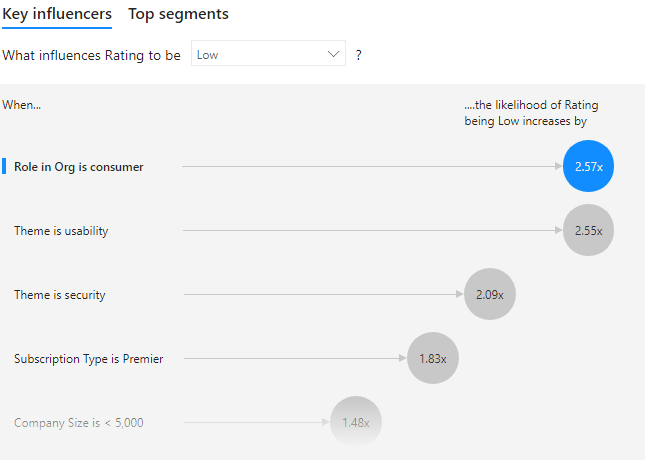 Key influencers Top segments
What influences Rating to be Low ?
When...
....the likelihood of Rating
being Low increases by
Role in Org is consumer 2.57x
Theme is usability 2.55x
Theme is security 2.09x
Subscription Type is Premier 1.83x
Company Size is < 5,000 1.48x